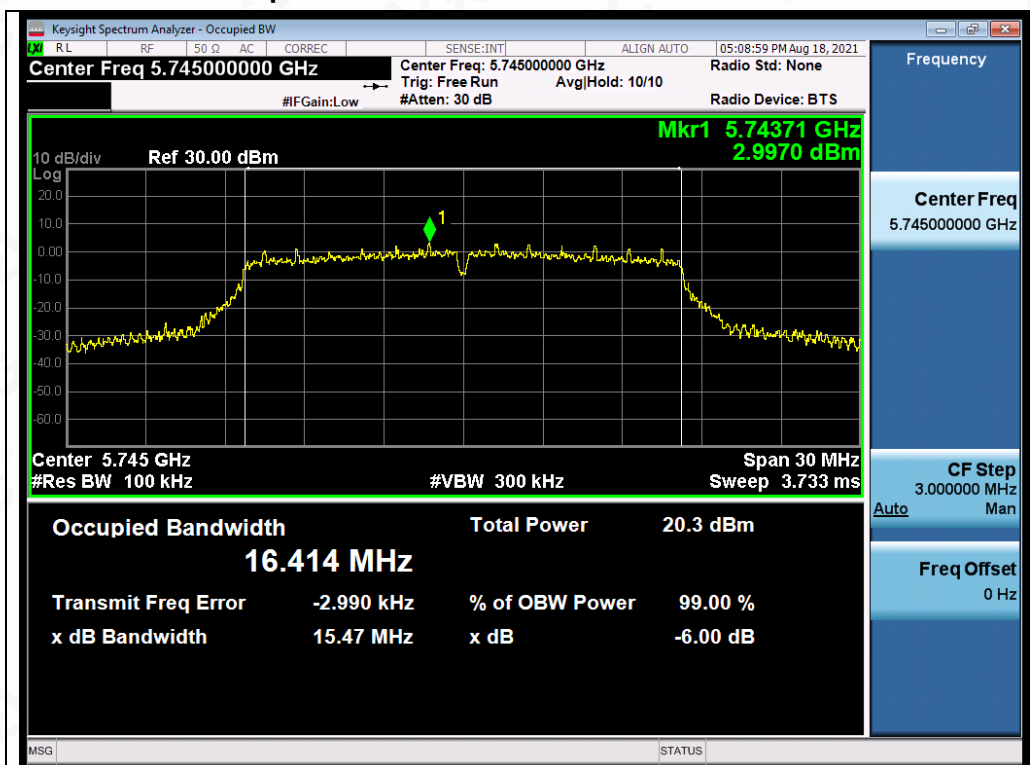 Keysight Spectrum Analyzer - Occupied BW
LXI RL RF 50 Ω AC CORREC SENSE:INT ALIGN AUTO 05:08:59 PM Aug 18, 2021
Center Freq 5.745000000 GHz
Center Freq: 5.745000000 GHz
Radio Std: None
Trig: Free Run Avg|Hold: 10/10
#IFGain:Low
#Atten: 30 dB
Radio Device: BTS
Mkr1 5.74371 GHz
2.9970 dBm
10 dB/div Ref 30.00 dBm
Log
20.0
10.0
1
0.00
-10.0
-20.0
-30.0
-40.0
-50.0
-60.0
Center 5.745 GHz
Span 30 MHz
#Res BW 100 kHz
#VBW 300 kHz
Sweep 3.733 ms
Occupied Bandwidth
Total Power 20.3 dBm
16.414 MHz
Transmit Freq Error -2.990 kHz
% of OBW Power 99.00 %
x dB Bandwidth 15.47 MHz
x dB -6.00 dB
Frequency
Center Freq
5.745000000 GHz
CF Step
3.000000 MHz
Auto Man
Freq Offset
0 Hz
MSG
STATUS